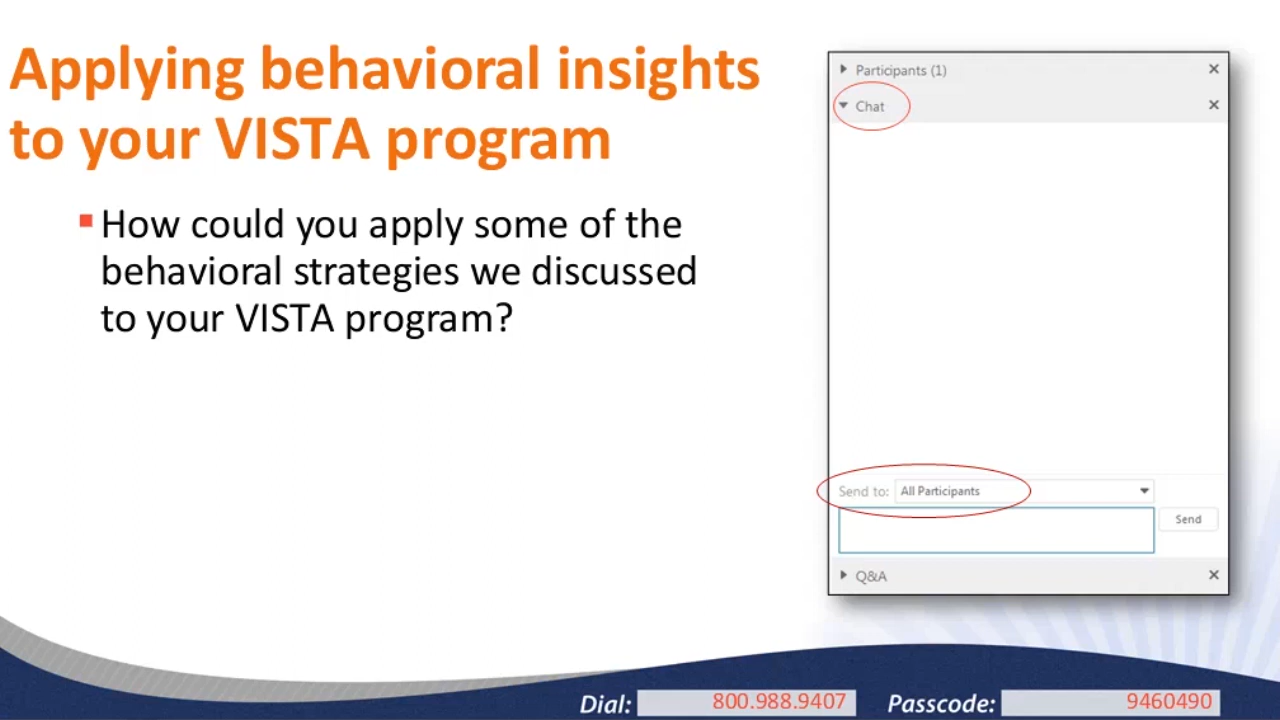 Applying behavioral insights
to your VISTA program
How could you apply some of the
behavioral strategies we discussed
to your VISTA program?
Participants (1)
Chat
Send to: All Participants
Send
Q&A
Dial: 800.988.9407 Passcode: 9460490